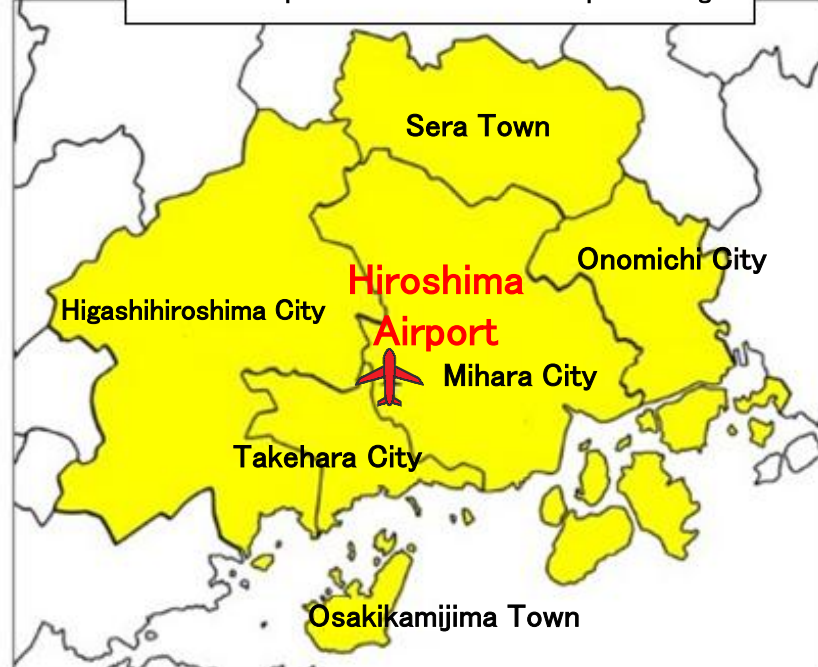 Sera Town
Onomichi City
Hiroshima
Airport
Higashihiroshima City
Mihara City
Takehara City
Osakikamijima Town